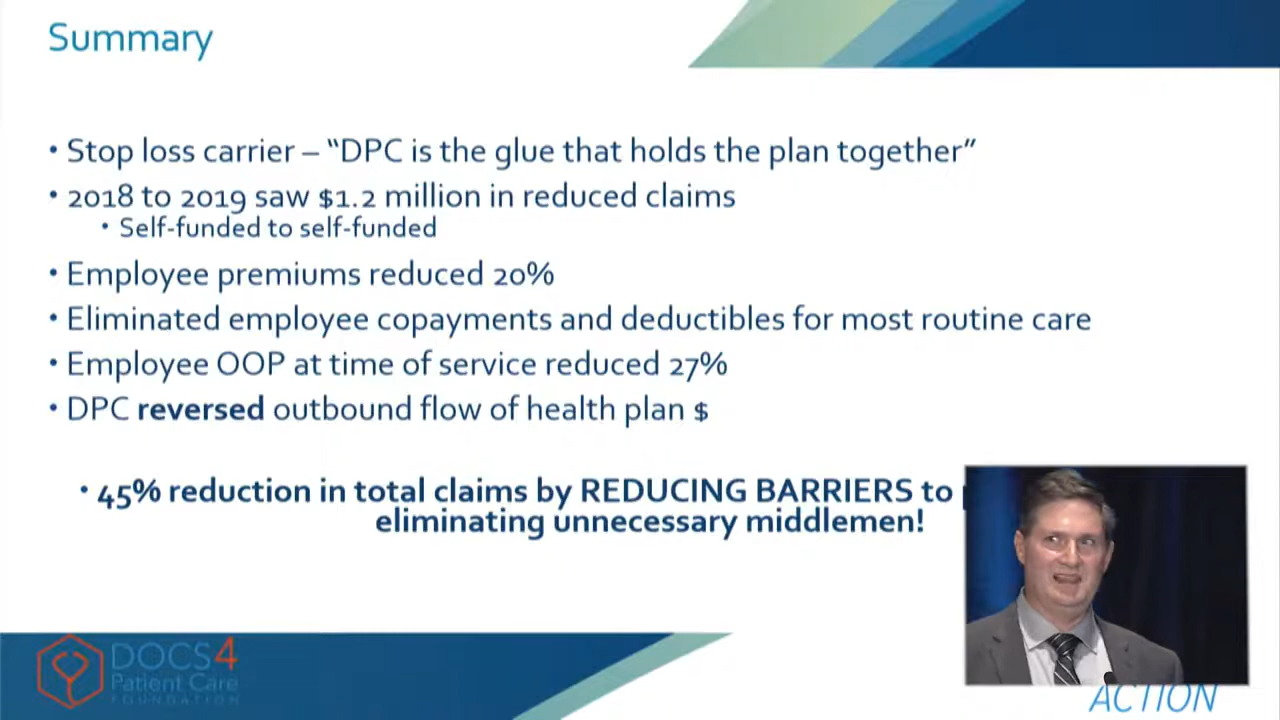 Summary
• Stop loss carrier – “DPC is the glue that holds the plan together”
• 2018 to 2019 saw $1.2 million in reduced claims
• Self-funded to self-funded
• Employee premiums reduced 20%
• Eliminated employee copayments and deductibles for most routine care
• Employee OOP at time of service reduced 27%
• DPC reversed outbound flow of health plan $
• 45% reduction in total claims by REDUCING BARRIERS to
eliminating unnecessary middlemen!
DOCS4
Patient Care
FOUNDATION
ACTION